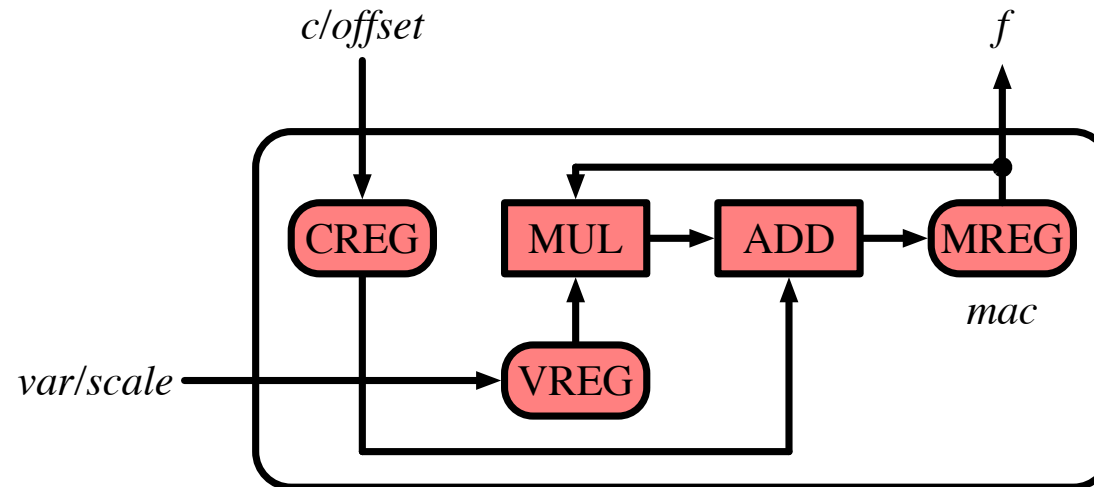 c/offset
f
CREG
MUL
ADD
MREG
mac
var/scale
VREG